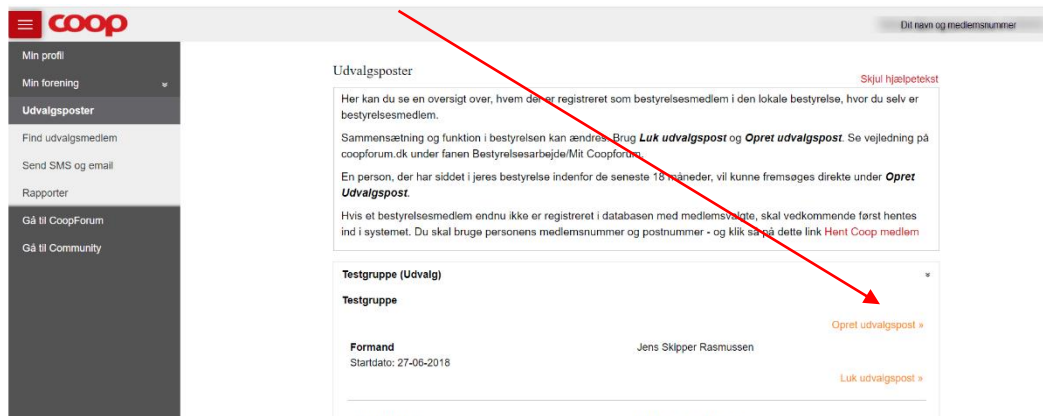 coop
Dit navn og medlemsnummer
Min profil
Min forening
Udvalgsposter
Find udvalgsmedlem
Send SMS og email
Rapporter
Gå til CoopForum
Gå til Community
Udvalgsposter
Skjul hjælpetekst
Her kan du se en oversigt over, hvem der er registreret som bestyrelsesmedlem i den lokale bestyrelse, hvor du selv er
bestyrelsesmedlem.
Sammensætning og funktion i bestyrelsen kan ændres. Brug Luk udvalgspost og Opret udvalgspost. Se vejledning på
coopforum.dk under fanen Bestyrelsesarbejde/Mit Coopforum.
En person, der har siddet i jeres bestyrelse indenfor de seneste 18 måneder, vil kunne fremsøges direkte under Opret
Udvalgspost.
Hvis et bestyrelsesmedlem endnu ikke er registreret i databasen med medlemsvalgte, skal vedkommende først hentes
ind i systemet. Du skal bruge personens medlemsnummer og postnummer - og klik så på dette link Hent Coop medlem
Testgruppe (Udvalg)
Testgruppe
Opret udvalgspost »
Formand Jens Skipper Rasmussen
Startdato: 27-06-2018
Luk udvalgspost »